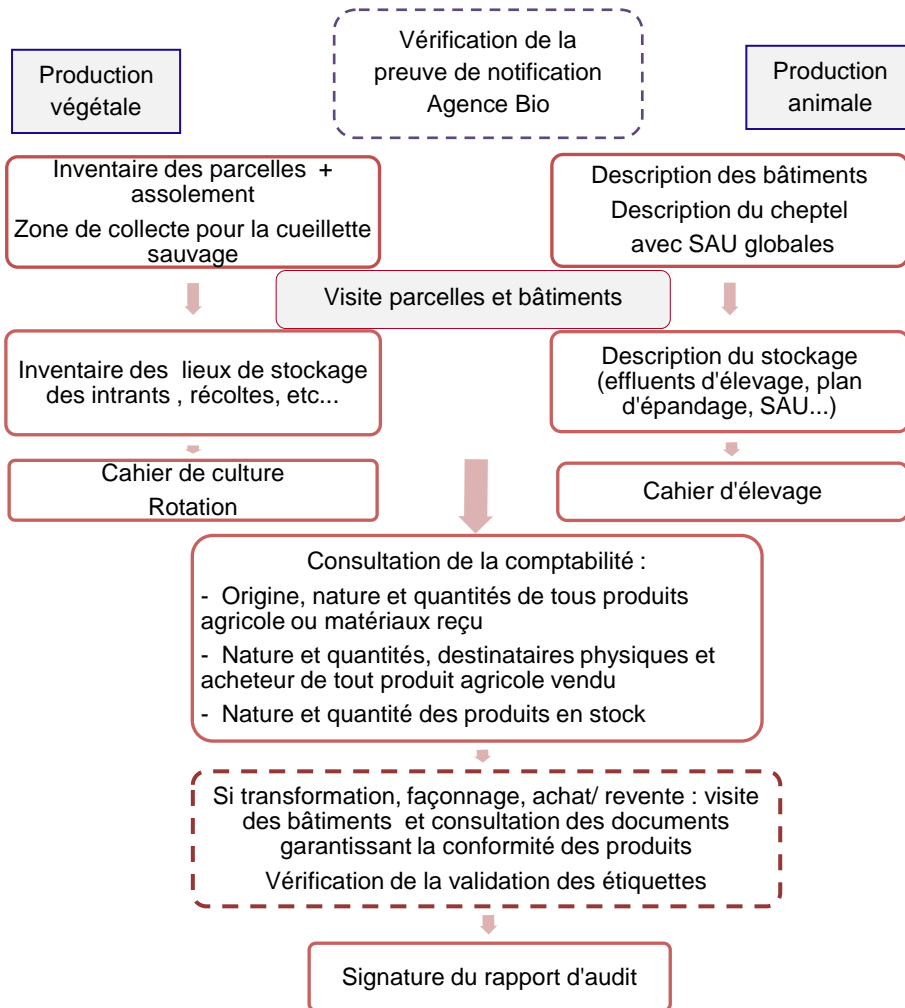 Production
végétale
Vérification de la
preuve de notification
Agence Bio
Production
animale
Inventaire des parcelles + 
assolement
Zone de collecte pour la cueillette
sauvage
Description des bâtiments
Description du cheptel
avec SAU globales
Visite parcelles et bâtiments
Inventaire des lieux de stockage
des intrants , récoltes, etc...
Description du stockage
(effluents d'élevage, plan
d'épandage, SAU...)
Cahier de culture
Rotation
Cahier d'élevage
Consultation de la comptabilité :
- Origine, nature et quantités de tous produits
agricole ou matériaux reçu
- Nature et quantités, destinataires physiques et
acheteur de tout produit agricole vendu
- Nature et quantité des produits en stock
Si transformation, façonnage, achat/ revente : visite
des bâtiments et consultation des documents
garantissant la conformité des produits
Vérification de la validation des étiquettes
Signature du rapport d'audit